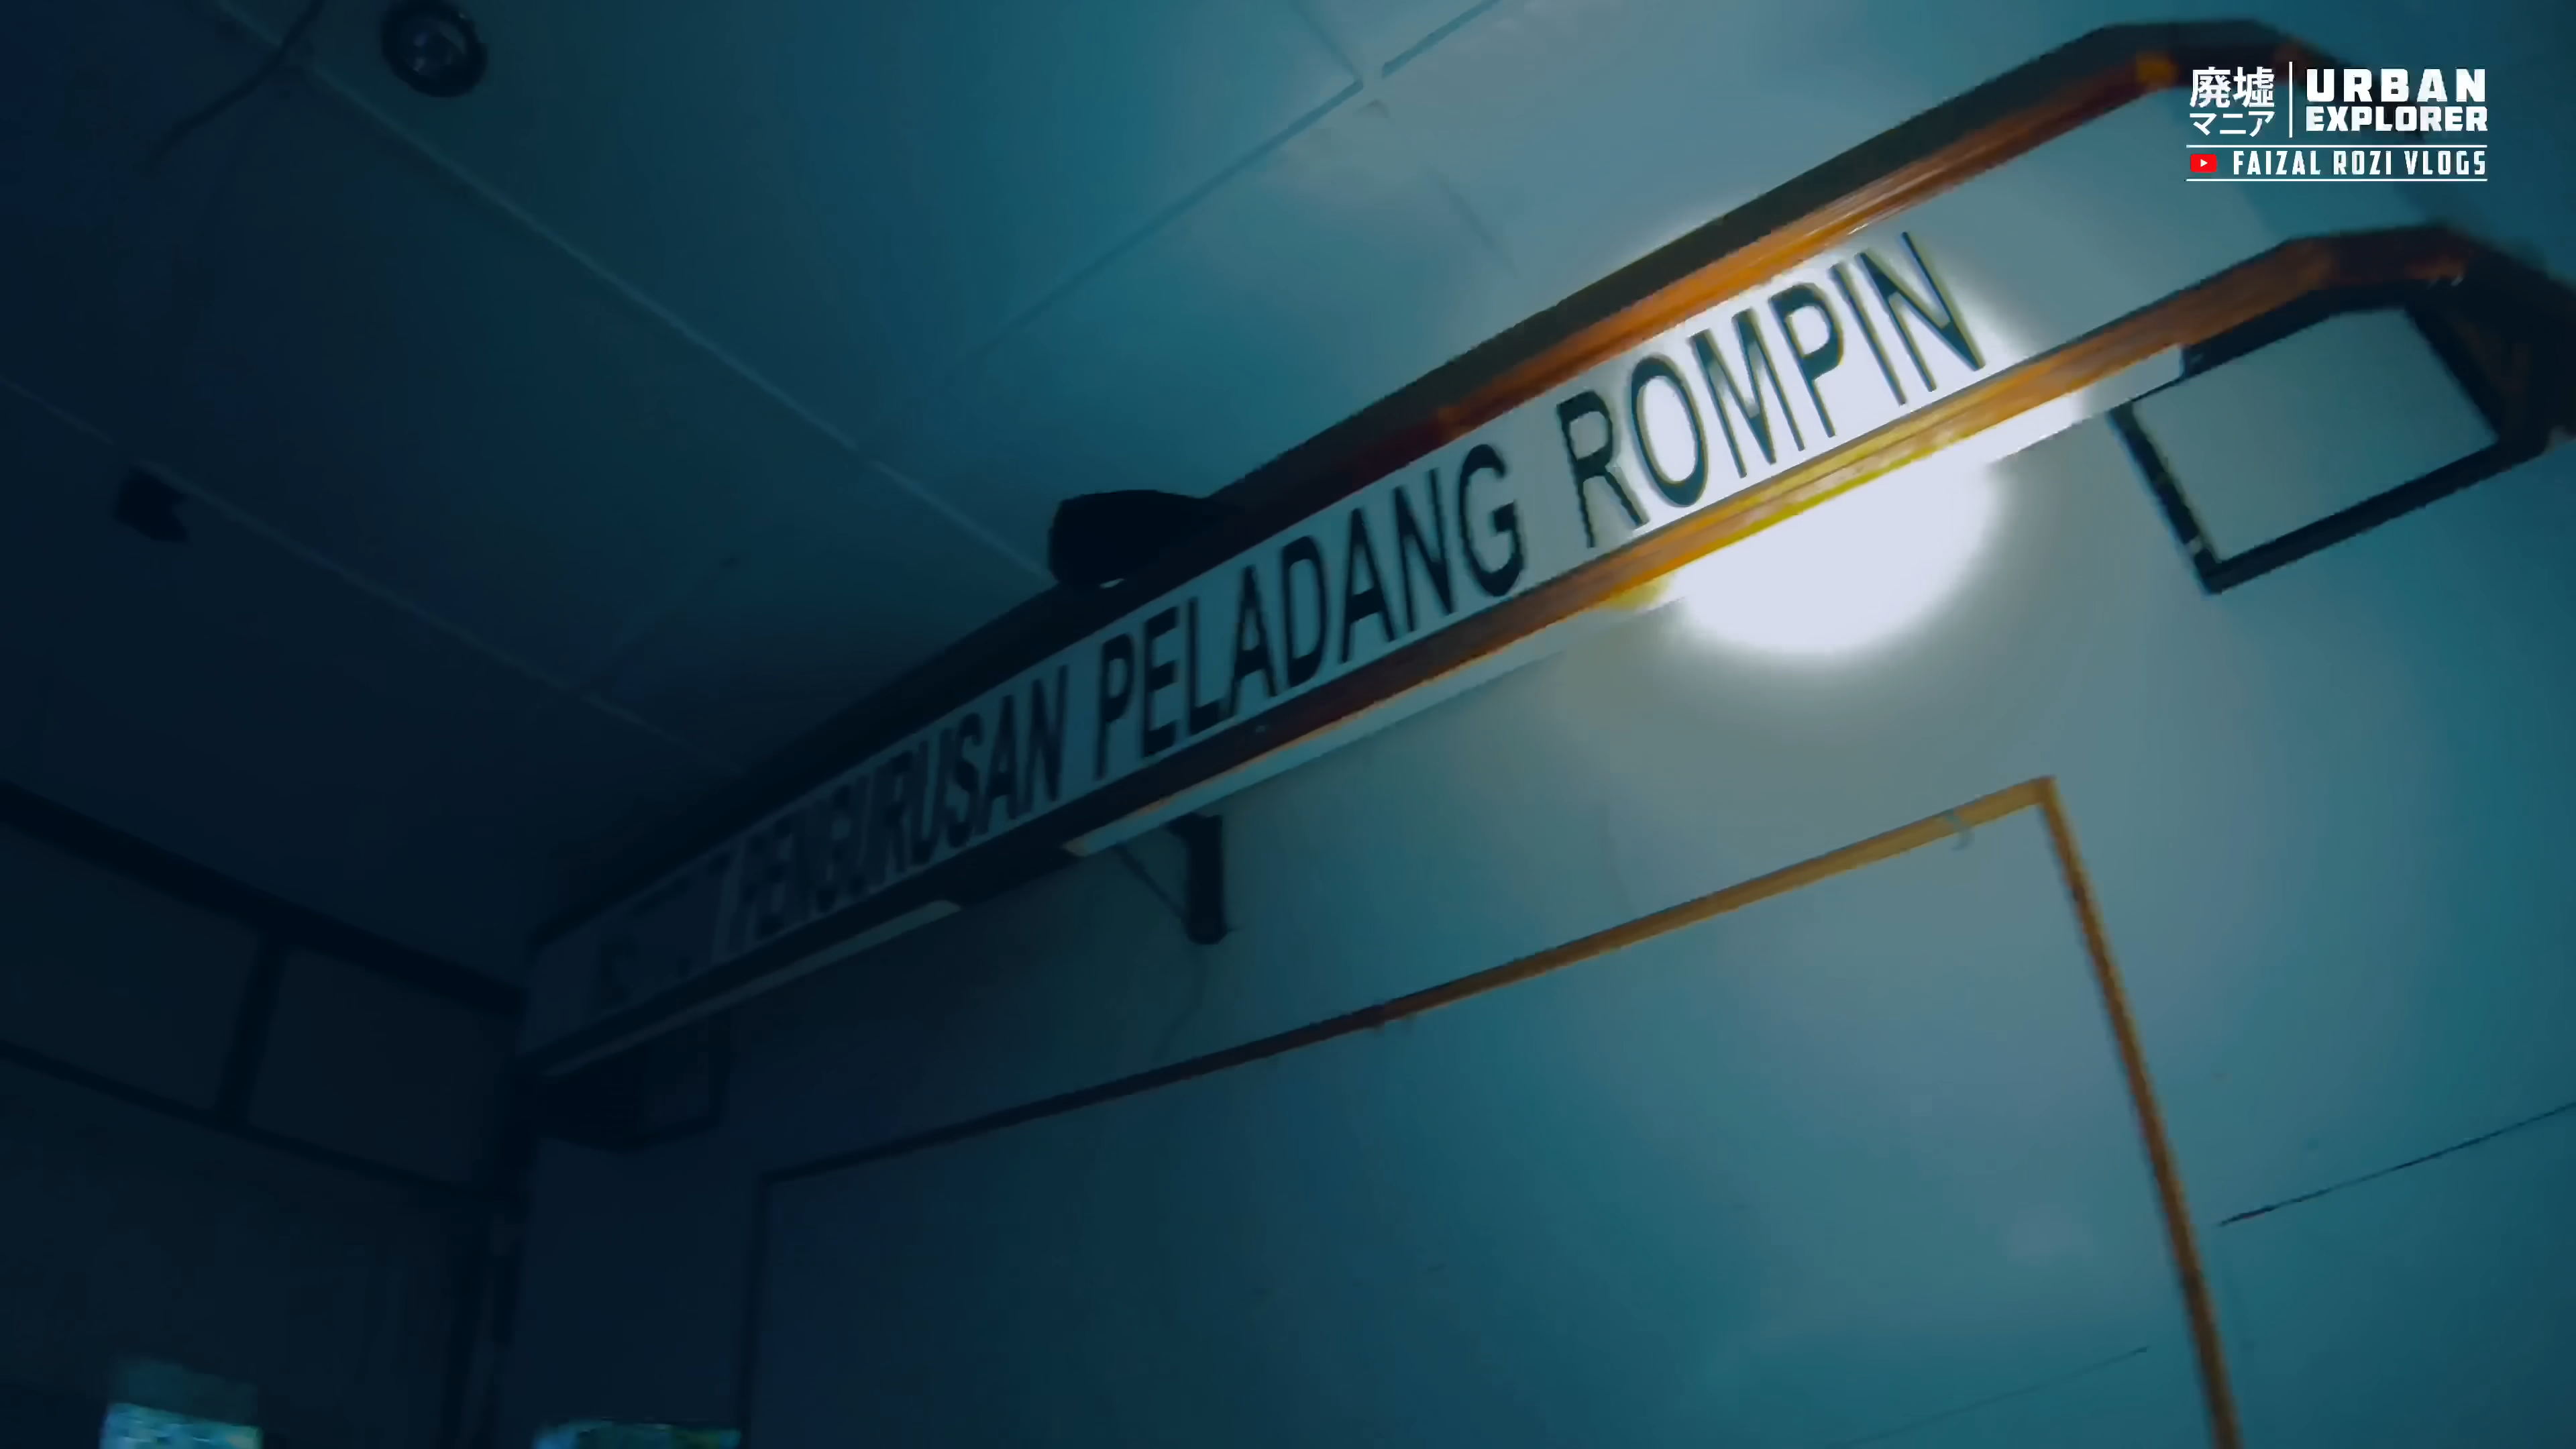 廃墟
マニア
URBAN
EXPLORER
FAIZAL ROZI VLOGS
PENGURUSAN PELADANG ROMPIN